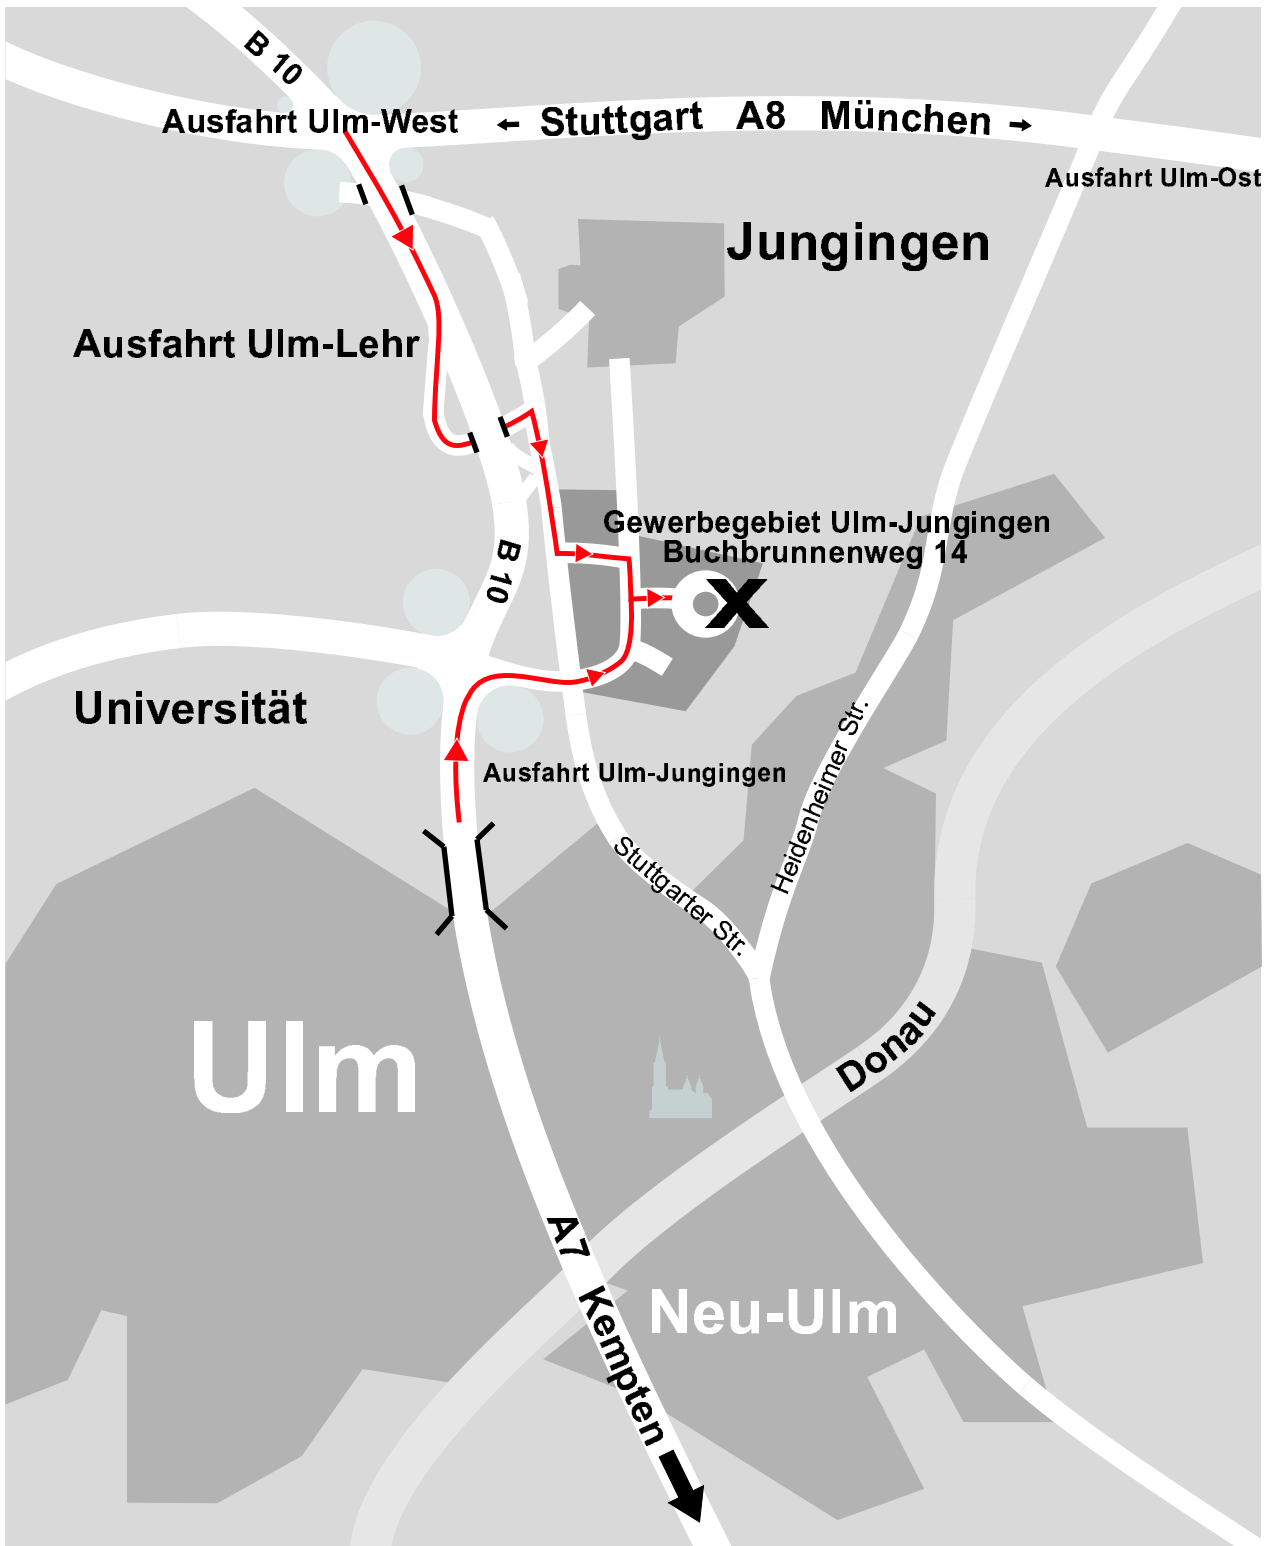 B 10
Ausfahrt Ulm-West
← Stuttgart A8 München →
Ausfahrt Ulm-Ost
Jungingen
Ausfahrt Ulm-Lehr
Gewerbegebiet Ulm-Jungingen
Buchbrunnenweg 14
B 10
Universität
Ausfahrt Ulm-Jungingen
Heidenheimer Str.
Stuttgarter Str.
Ulm
Donau
A7 Kempten
Neu-Ulm